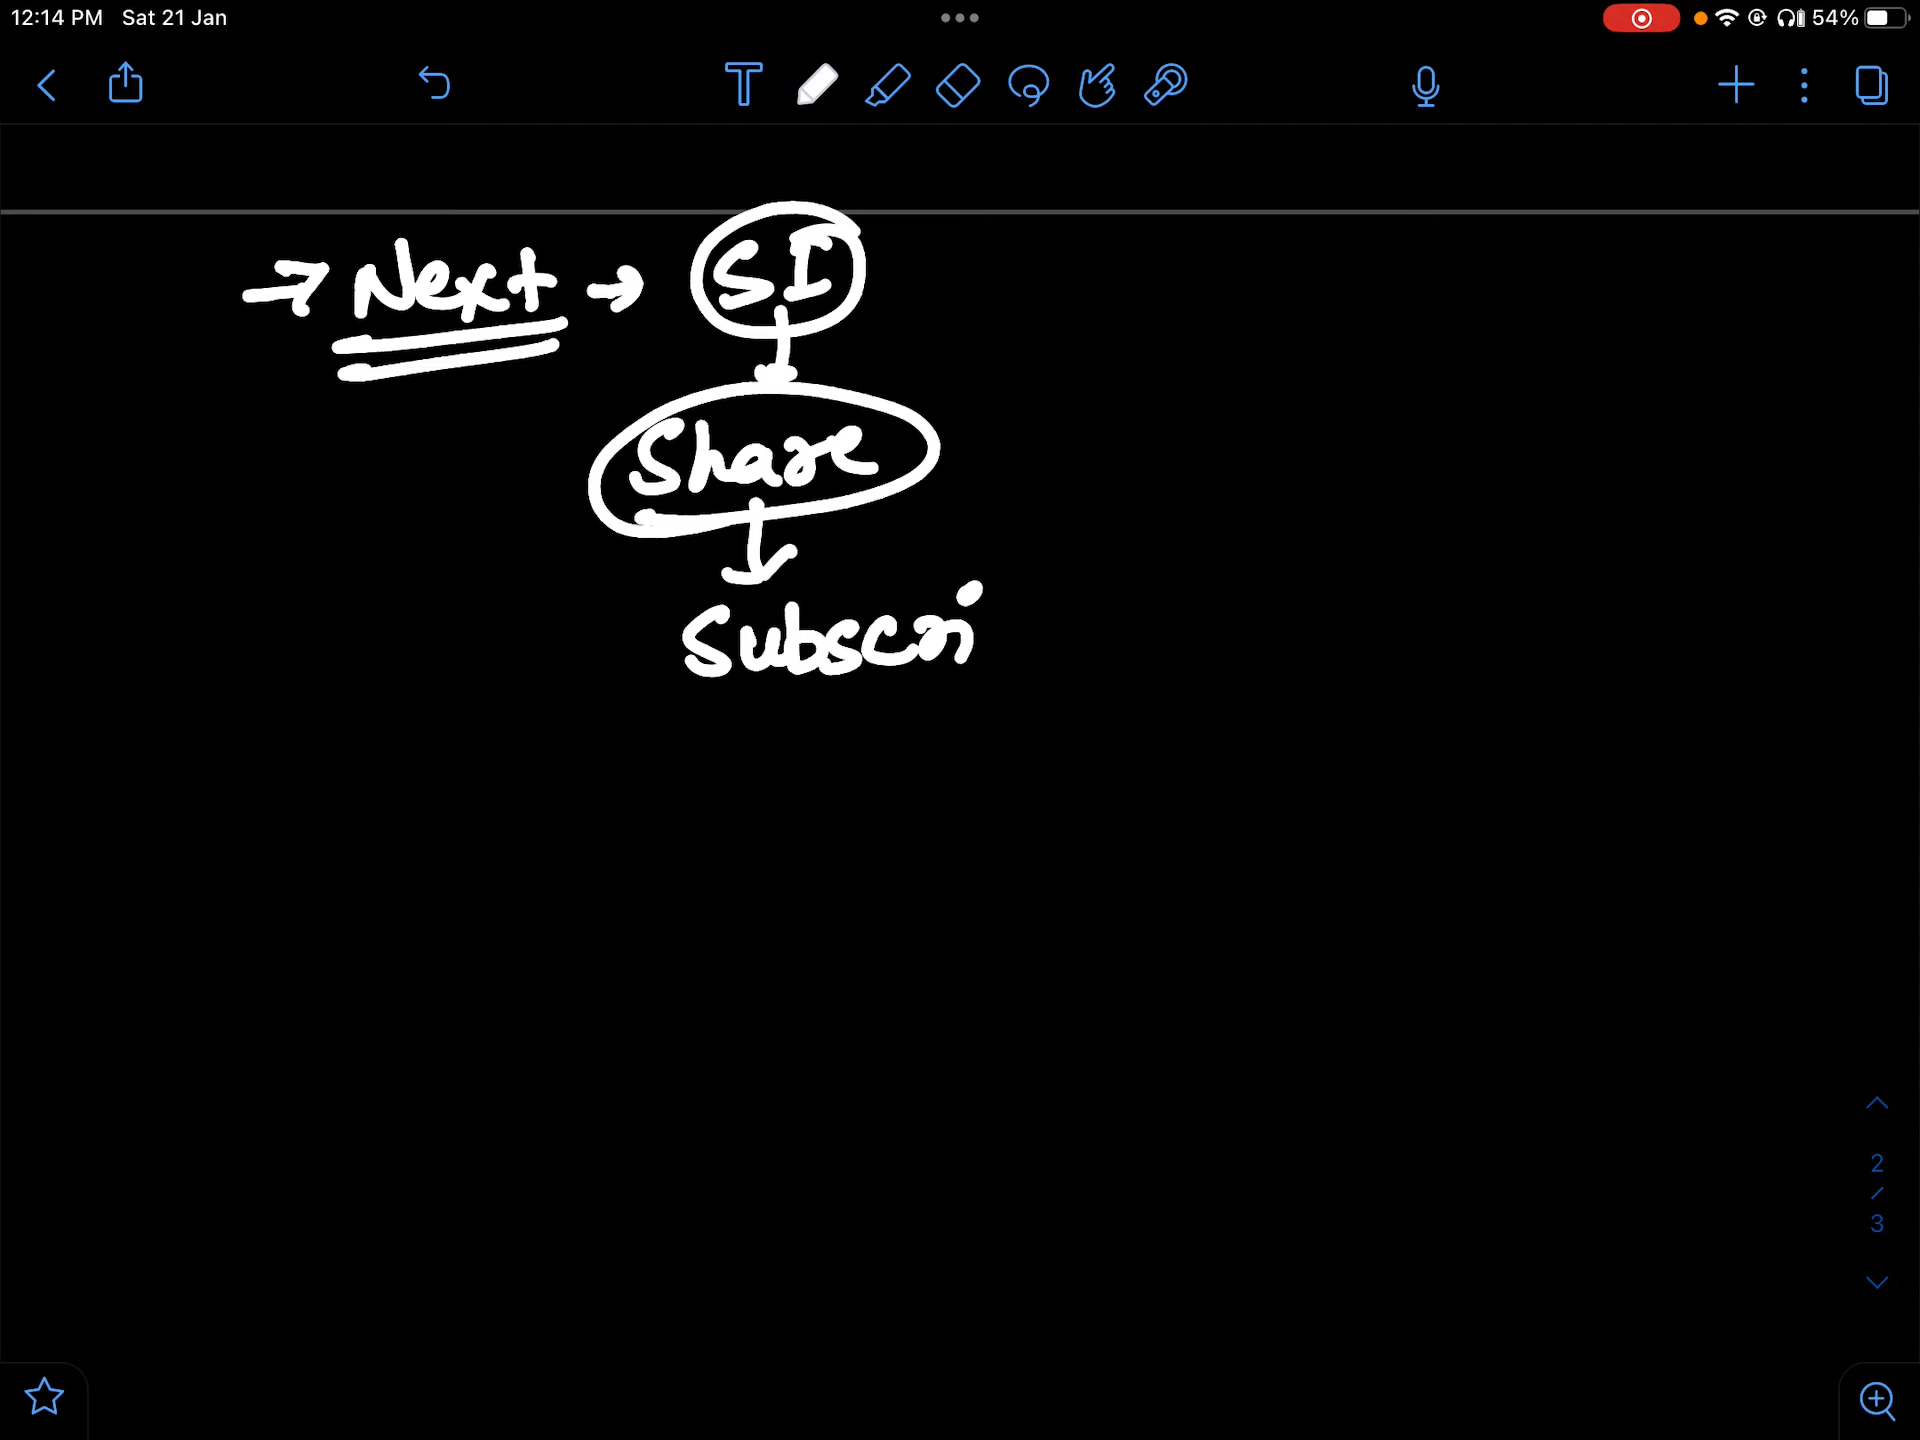 12:14 PM Sat 21 Jan
54%
T
→ Next → SI
Share
Subscri
2
/
3